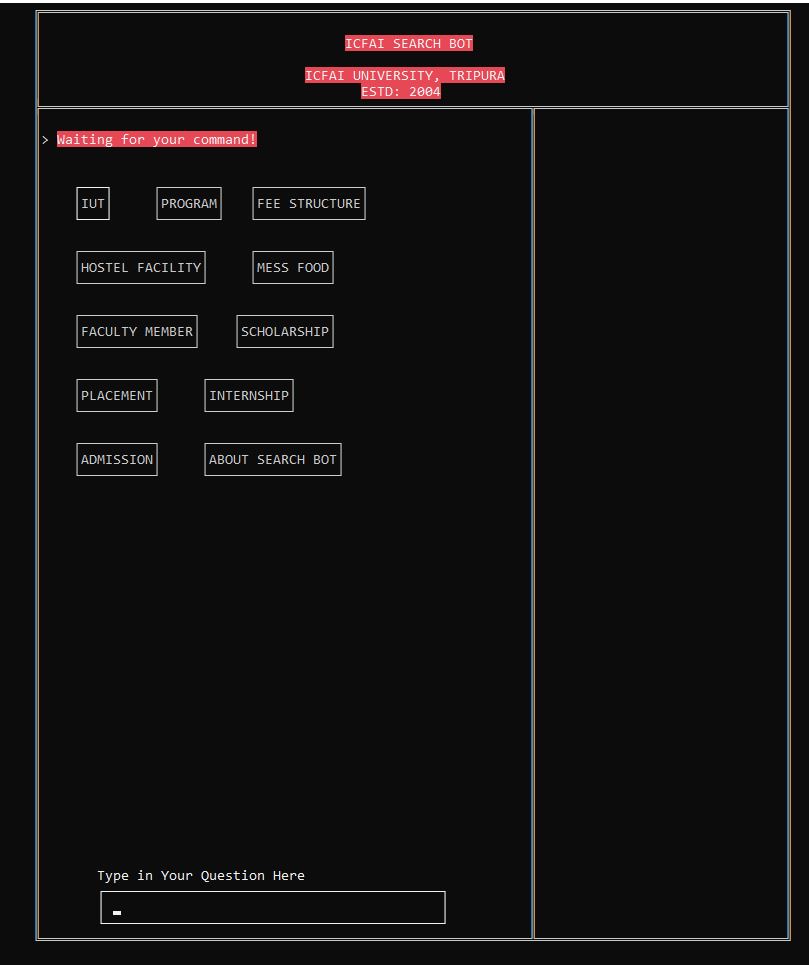 ICFAI SEARCH BOT
ICFAI UNIVERSITY, TRIPURA
ESTD: 2004
> Waiting for your command!
IUT PROGRAM FEE STRUCTURE
HOSTEL FACILITY MESS FOOD
FACULTY MEMBER SCHOLARSHIP
PLACEMENT INTERNSHIP
ADMISSION ABOUT SEARCH BOT
Type in Your Question Here